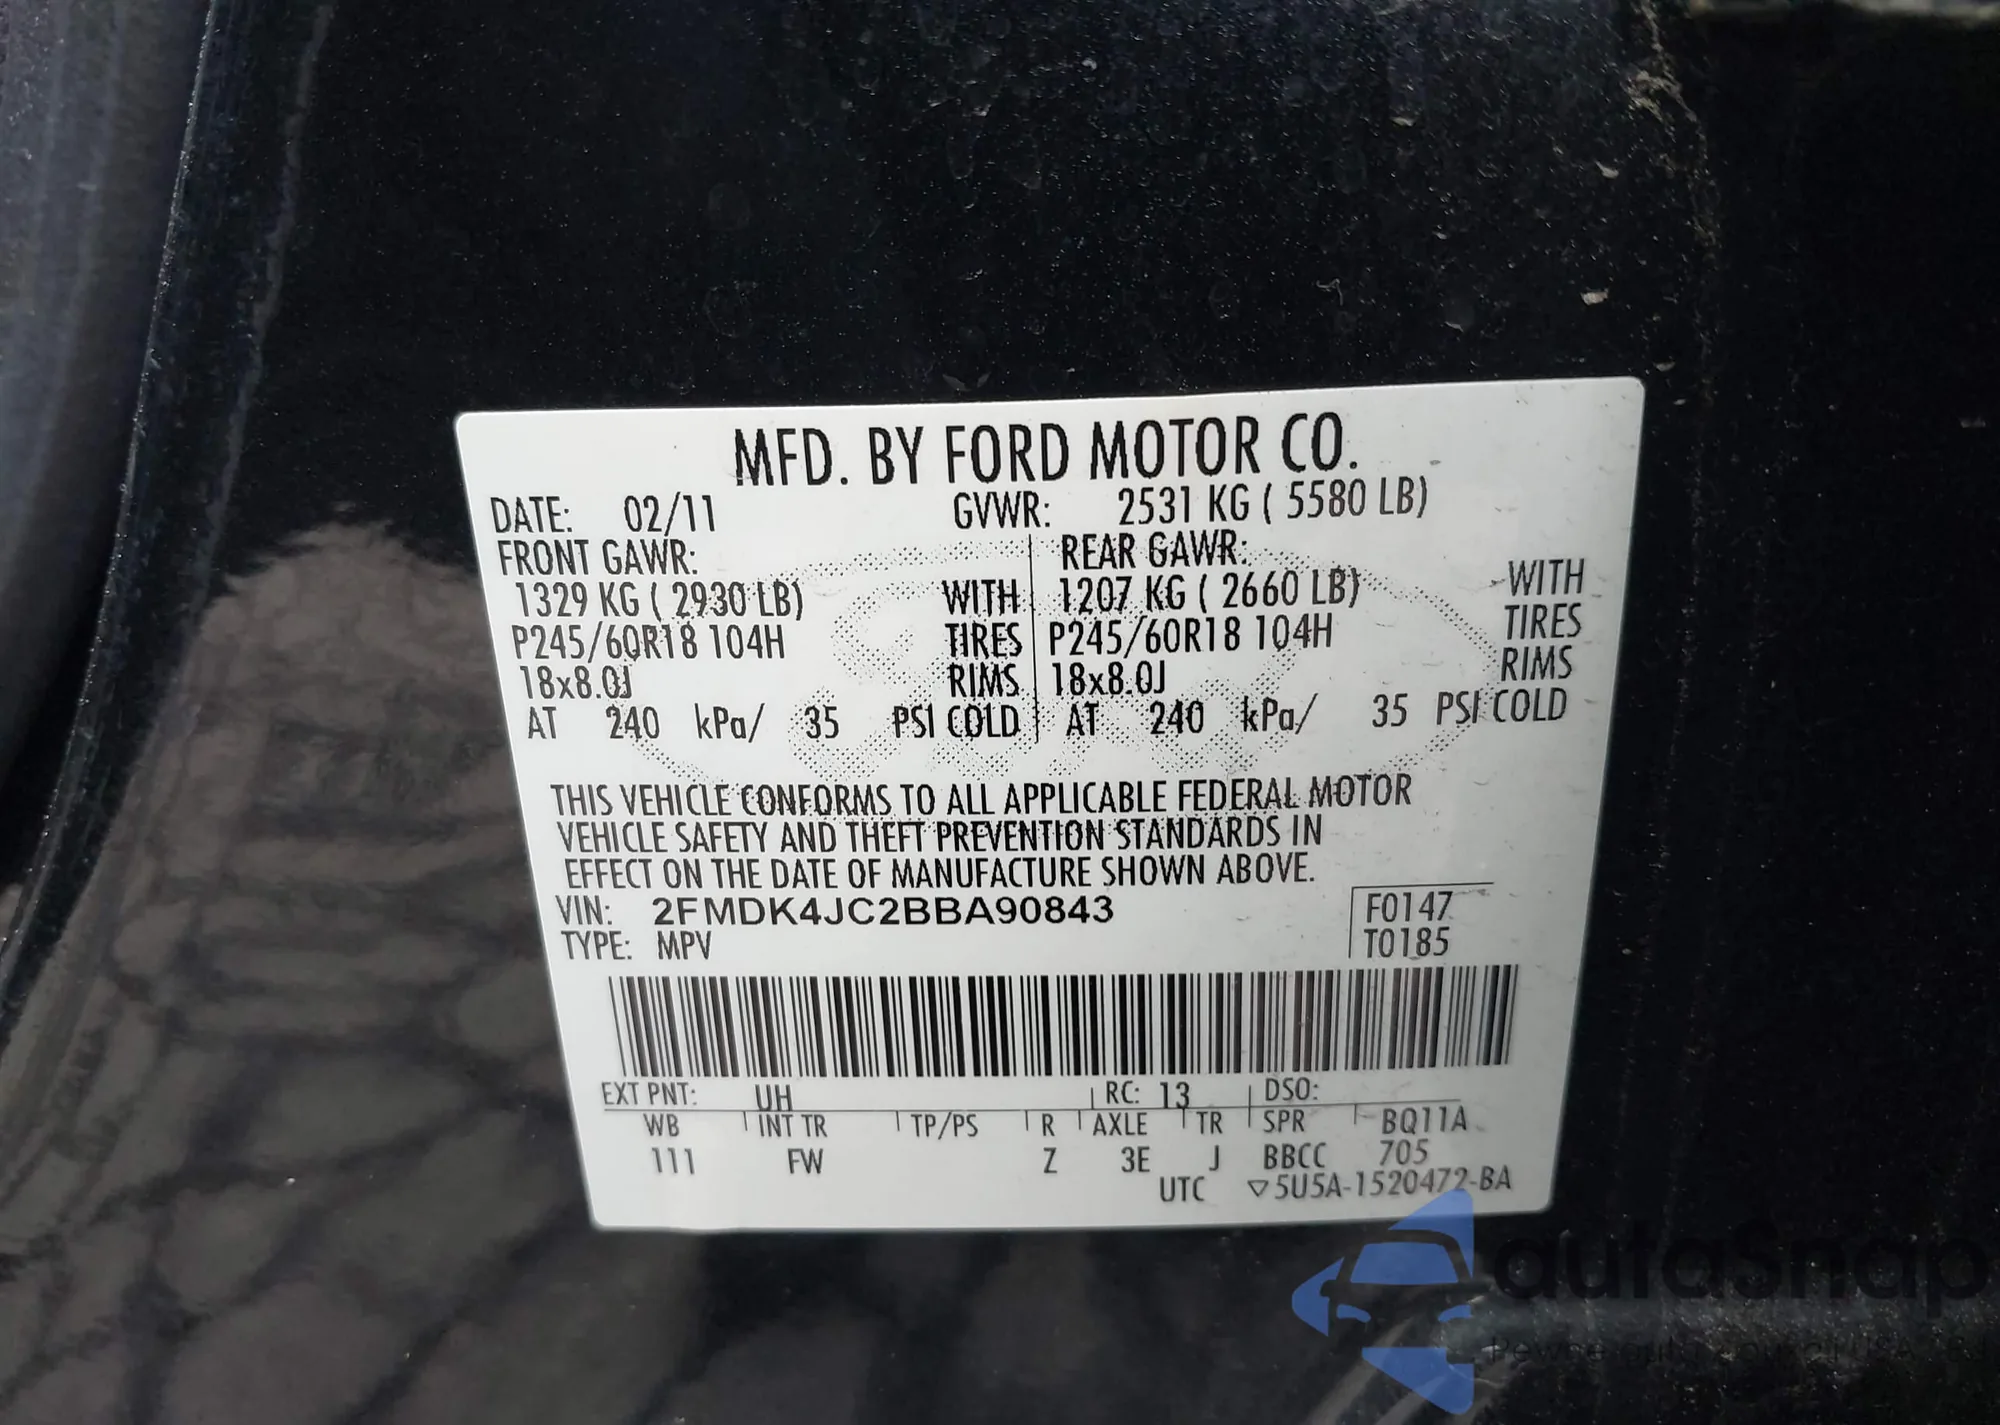 MFD. BY FORD MOTOR CO.
DATE: 02/11 GVWR: 2531 KG ( 5580 LB)
FRONT GAWR: REAR GAWR:
1329 KG ( 2930 LB) WITH 1207 KG ( 2660 LB) WITH
P245/60R18 104H TIRES P245/60R18 104H TIRES
18x8.0J RIMS 18x8.0J RIMS
AT 240 kPa/ 35 PSI COLD AT 240 kPa/ 35 PSI COLD
THIS VEHICLE CONFORMS TO ALL APPLICABLE FEDERAL MOTOR
VEHICLE SAFETY AND THEFT PREVENTION STANDARDS IN
EFFECT ON THE DATE OF MANUFACTURE SHOWN ABOVE.
VIN: 2FMDK4JC2BBA90843 F0147
TYPE: MPV T0185
EXT PNT: UH RC: 13 DSO:
WB INT TR TP/PS R AXLE TR SPR BQ11A
111 FW Z 3E J BBCC 705
UTC ▽5U5A-1520472-BA
autasnap